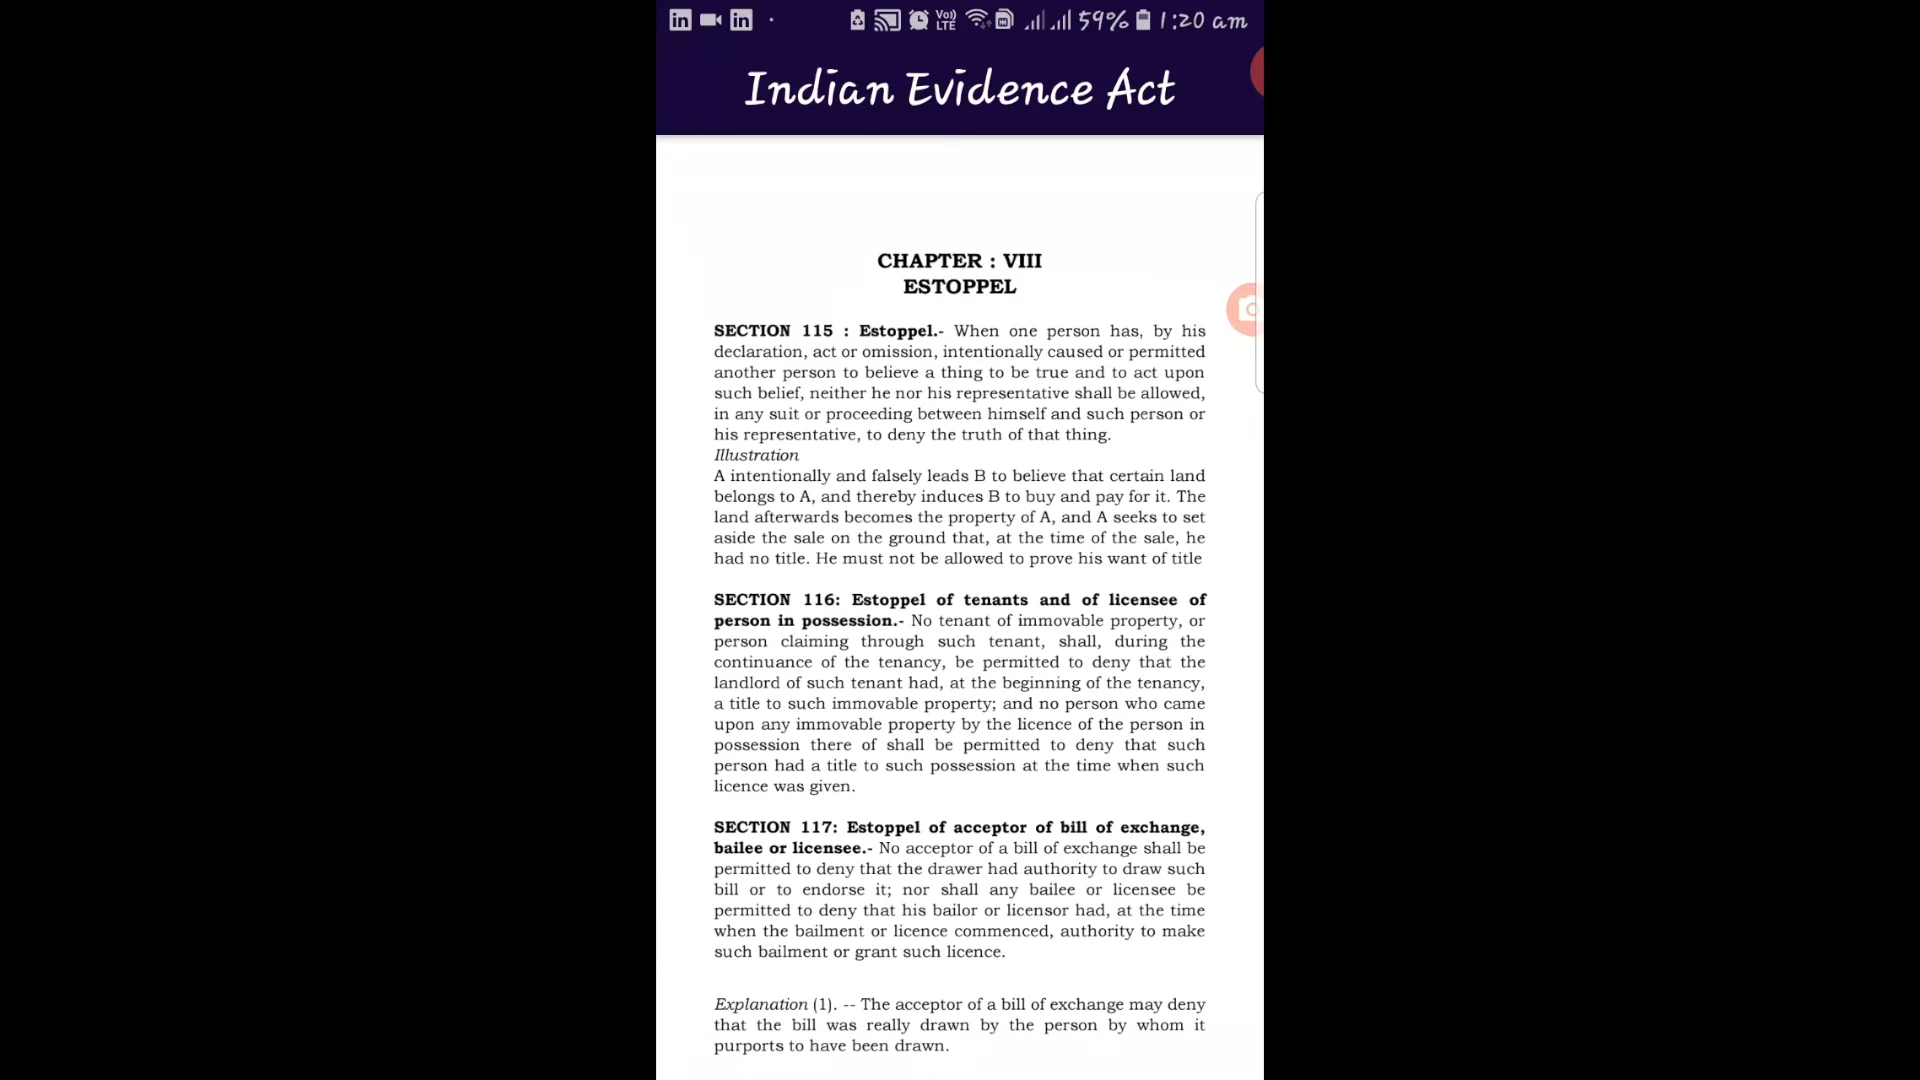 in in · Vo) LTE 59% 1:20 am
Indian Evidence Act
CHAPTER : VIII
ESTOPPEL
SECTION 115 : Estoppel.- When one person has, by his
declaration, act or omission, intentionally caused or permitted
another person to believe a thing to be true and to act upon
such belief, neither he nor his representative shall be allowed,
in any suit or proceeding between himself and such person or
his representative, to deny the truth of that thing.
Illustration
A intentionally and falsely leads B to believe that certain land
belongs to A, and thereby induces B to buy and pay for it. The
land afterwards becomes the property of A, and A seeks to set
aside the sale on the ground that, at the time of the sale, he
had no title. He must not be allowed to prove his want of title
SECTION 116: Estoppel of tenants and of licensee of
person in possession.- No tenant of immovable property, or
person claiming through such tenant, shall, during the
continuance of the tenancy, be permitted to deny that the
landlord of such tenant had, at the beginning of the tenancy,
a title to such immovable property; and no person who came
upon any immovable property by the licence of the person in
possession there of shall be permitted to deny that such
person had a title to such possession at the time when such
licence was given.
SECTION 117: Estoppel of acceptor of bill of exchange,
bailee or licensee.- No acceptor of a bill of exchange shall be
permitted to deny that the drawer had authority to draw such
bill or to endorse it; nor shall any bailee or licensee be
permitted to deny that his bailor or licensor had, at the time
when the bailment or licence commenced, authority to make
such bailment or grant such licence.
Explanation (1). -- The acceptor of a bill of exchange may deny
that the bill was really drawn by the person by whom it
purports to have been drawn.